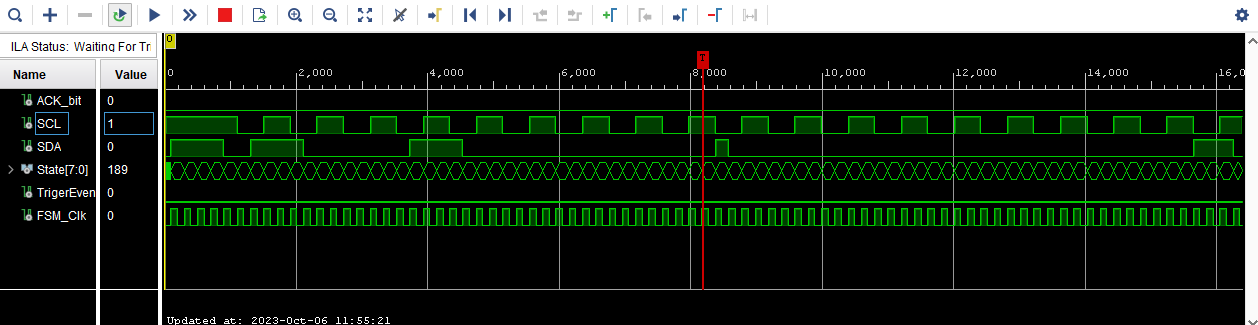 ILA Status: Waiting For Tri
0
Name Value
0 2,000 4,000 6,000 8,000 10,000 12,000 14,000 16,
T
ACK_bit 0
SCL 1
SDA 0
State[7:0] 189
TrigerEven 0
FSM_Clk 0
Updated at: 2023-Oct-06 11:55:21